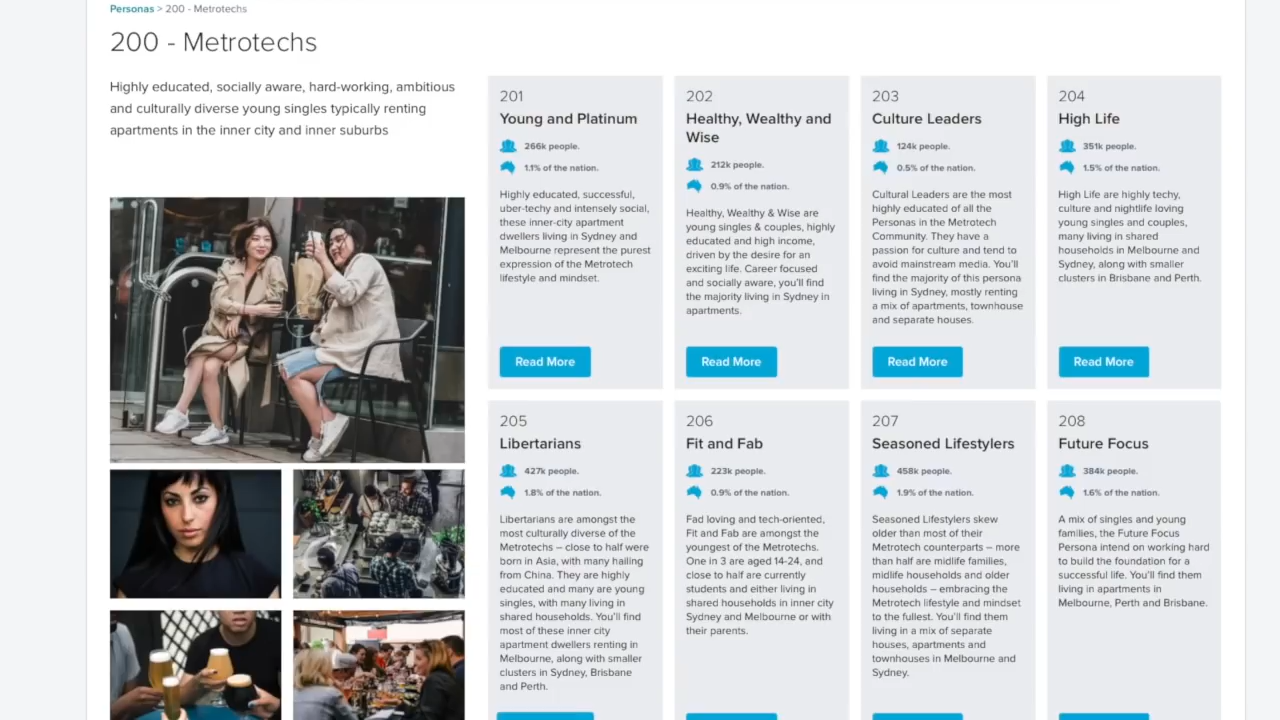 Personas > 200 - Metrotechs
200 - Metrotechs
Highly educated, socially aware, hard-working, ambitious
and culturally diverse young singles typically renting
apartments in the inner city and inner suburbs
201
Young and Platinum
266k people.
1.1% of the nation.
Highly educated, successful,
uber-techy and intensely social,
these inner-city apartment
dwellers living in Sydney and
Melbourne represent the purest
expression of the Metrotech
lifestyle and mindset.
Read More
202
Healthy, Wealthy and
Wise
212k people.
0.9% of the nation.
Healthy, Wealthy & Wise are
young singles & couples, highly
educated and high income,
driven by the desire for an
exciting life. Career focused
and socially aware, you'll find
the majority living in Sydney in
apartments.
Read More
203
Culture Leaders
124k people.
0.5% of the nation.
Cultural Leaders are the most
highly educated of all the
Personas in the Metrotech
Community. They have a
passion for culture and tend to
avoid mainstream media. You'll
find the majority of this persona
living in Sydney, mostly renting
a mix of apartments, townhouse
and separate houses.
Read More
204
High Life
351k people.
1.5% of the nation.
High Life are highly techy,
culture and nightlife loving
young singles and couples,
many living in shared
households in Melbourne and
Sydney, along with smaller
clusters in Brisbane and Perth.
Read More
205
Libertarians
427k people.
1.8% of the nation.
Libertarians are amongst the
most culturally diverse of the
Metrotechs – close to half were
born in Asia, with many hailing
from China. They are highly
educated and many are young
singles, with many living in
shared households. You'll find
most of these inner city
apartment dwellers renting in
Melbourne, along with smaller
clusters in Sydney, Brisbane
and Perth.
206
Fit and Fab
223k people.
0.9% of the nation.
Fad loving and tech-oriented,
Fit and Fab are amongst the
youngest of the Metrotechs.
One in 3 are aged 14-24, and
close to half are currently
students and either living in
shared households in inner city
Sydney and Melbourne or with
their parents.
207
Seasoned Lifestylers
458k people.
1.9% of the nation.
Seasoned Lifestylers skew
older than most of their
Metrotech counterparts – more
than half are midlife families,
midlife households and older
households – embracing the
Metrotech lifestyle and mindset
to the fullest. You'll find them
living in a mix of separate
houses, apartments and
townhouses in Melbourne and
Sydney.
208
Future Focus
384k people.
1.6% of the nation.
A mix of singles and young
families, the Future Focus
Persona intend on working hard
to build the foundation for a
successful life. You'll find them
living in apartments in
Melbourne, Perth and Brisbane.